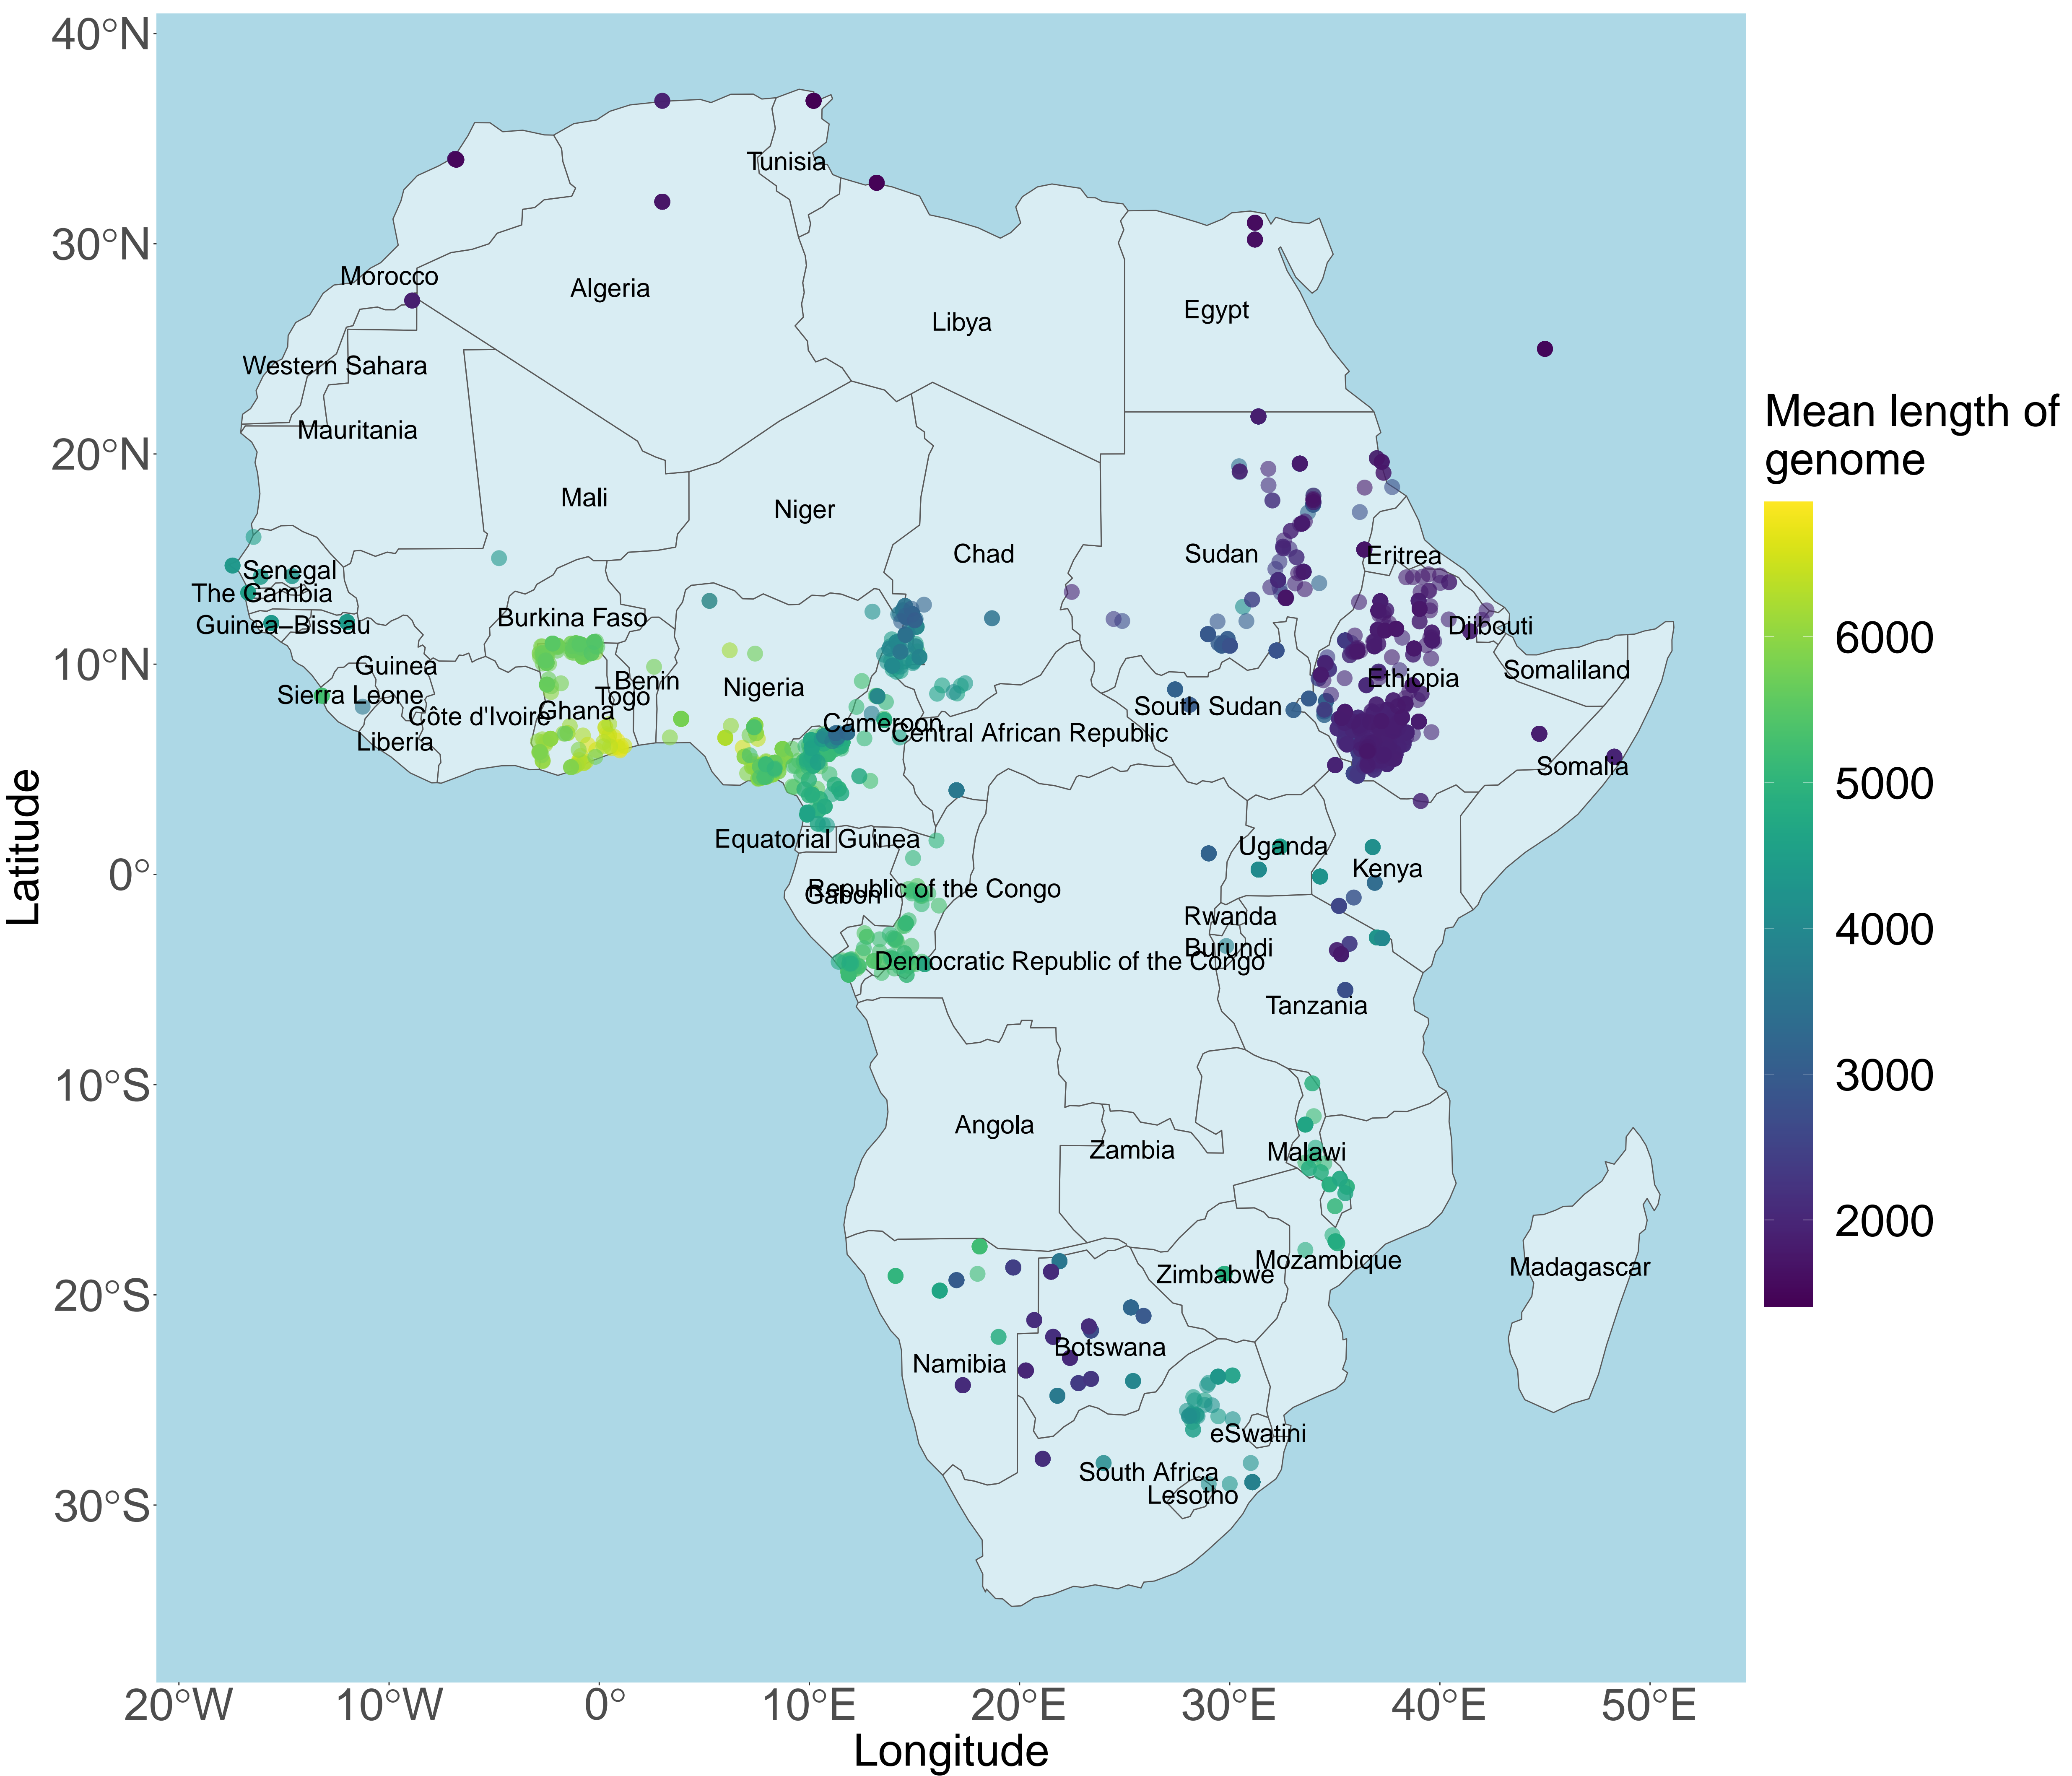 40°N
30°N
20°N
10°N
0°
10°S
20°S
30°S
Latitude
Tunisia
Morocco
Algeria
Libya
Egypt
Western Sahara
Mauritania
Mali
Niger
Chad
Sudan
Eritrea
Senegal
The Gambia
Guinea–Bissau
Burkina Faso
Djibouti
Guinea
Benin
Nigeria
Ethiopia
Somaliland
Sierra Leone
Togo
Ghana
Côte d'Ivoire
South Sudan
Cameroon
Central African Republic
Liberia
Somalia
Equatorial Guinea
Uganda
Kenya
Republic of the Congo
Gabon
Rwanda
Burundi
Democratic Republic of the Congo
Tanzania
Angola
Zambia
Malawi
Mozambique
Zimbabwe
Madagascar
Namibia
Botswana
eSwatini
South Africa
Lesotho
20°W
10°W
0°
10°E
20°E
30°E
40°E
50°E
Longitude
Mean length of
genome
6000
5000
4000
3000
2000